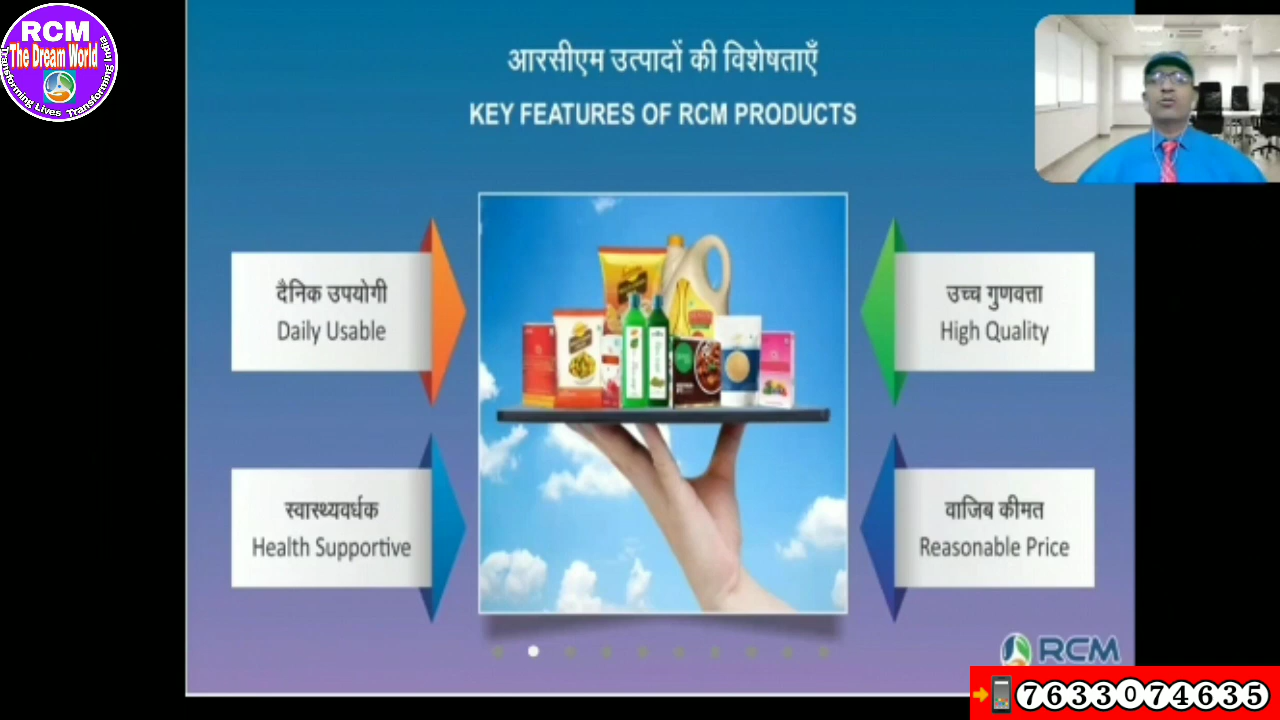 RCM
The Dream World
Transforming Lives Transforming India
आरसीएम उत्पादों की विशेषताएँ
KEY FEATURES OF RCM PRODUCTS
दैनिक उपयोगी
Daily Usable
उच्च गुणवत्ता
High Quality
स्वास्थ्यवर्धक
Health Supportive
वाजिब कीमत
Reasonable Price
RCM
7633074635